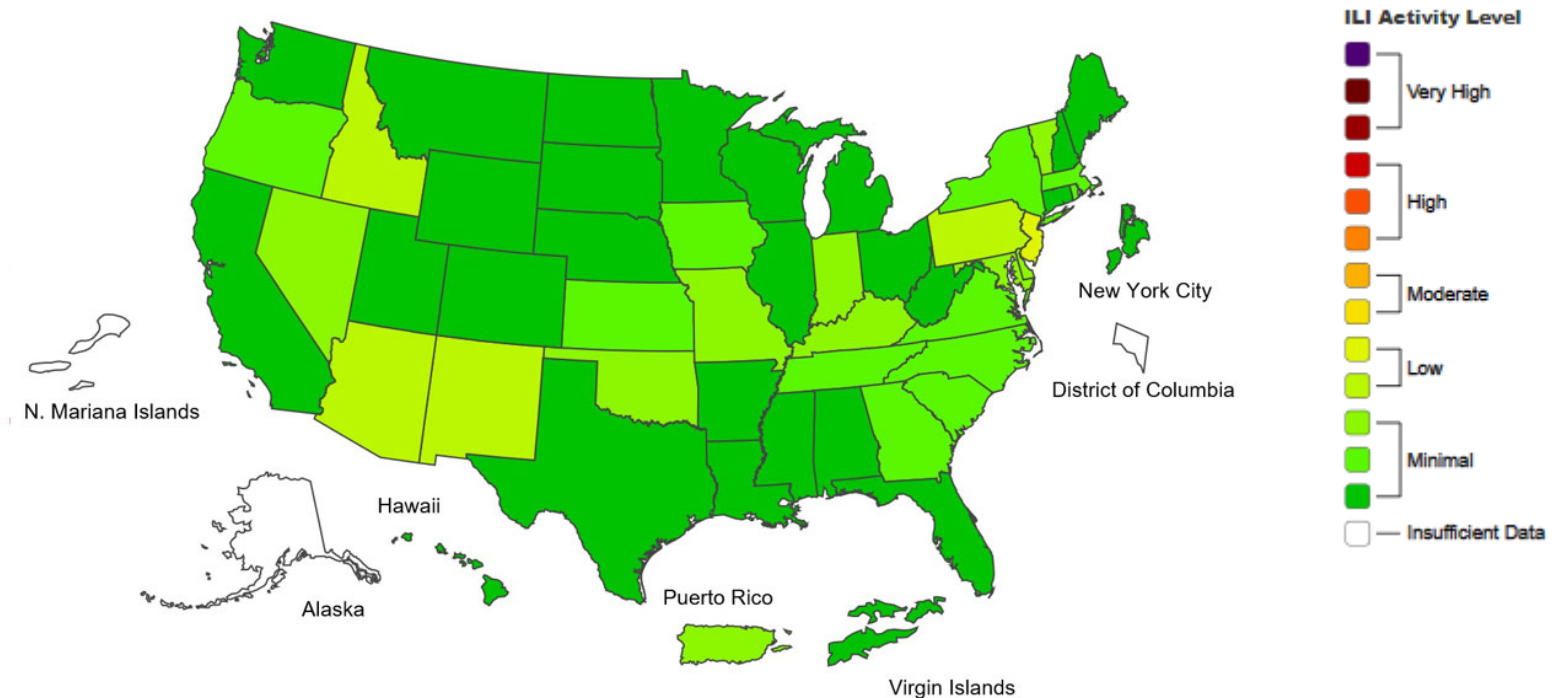 ILI Activity Level
Very High
High
Moderate
Low
Minimal
Insufficient Data
New York City
District of Columbia
N. Mariana Islands
Hawaii
Alaska
Puerto Rico
Virgin Islands